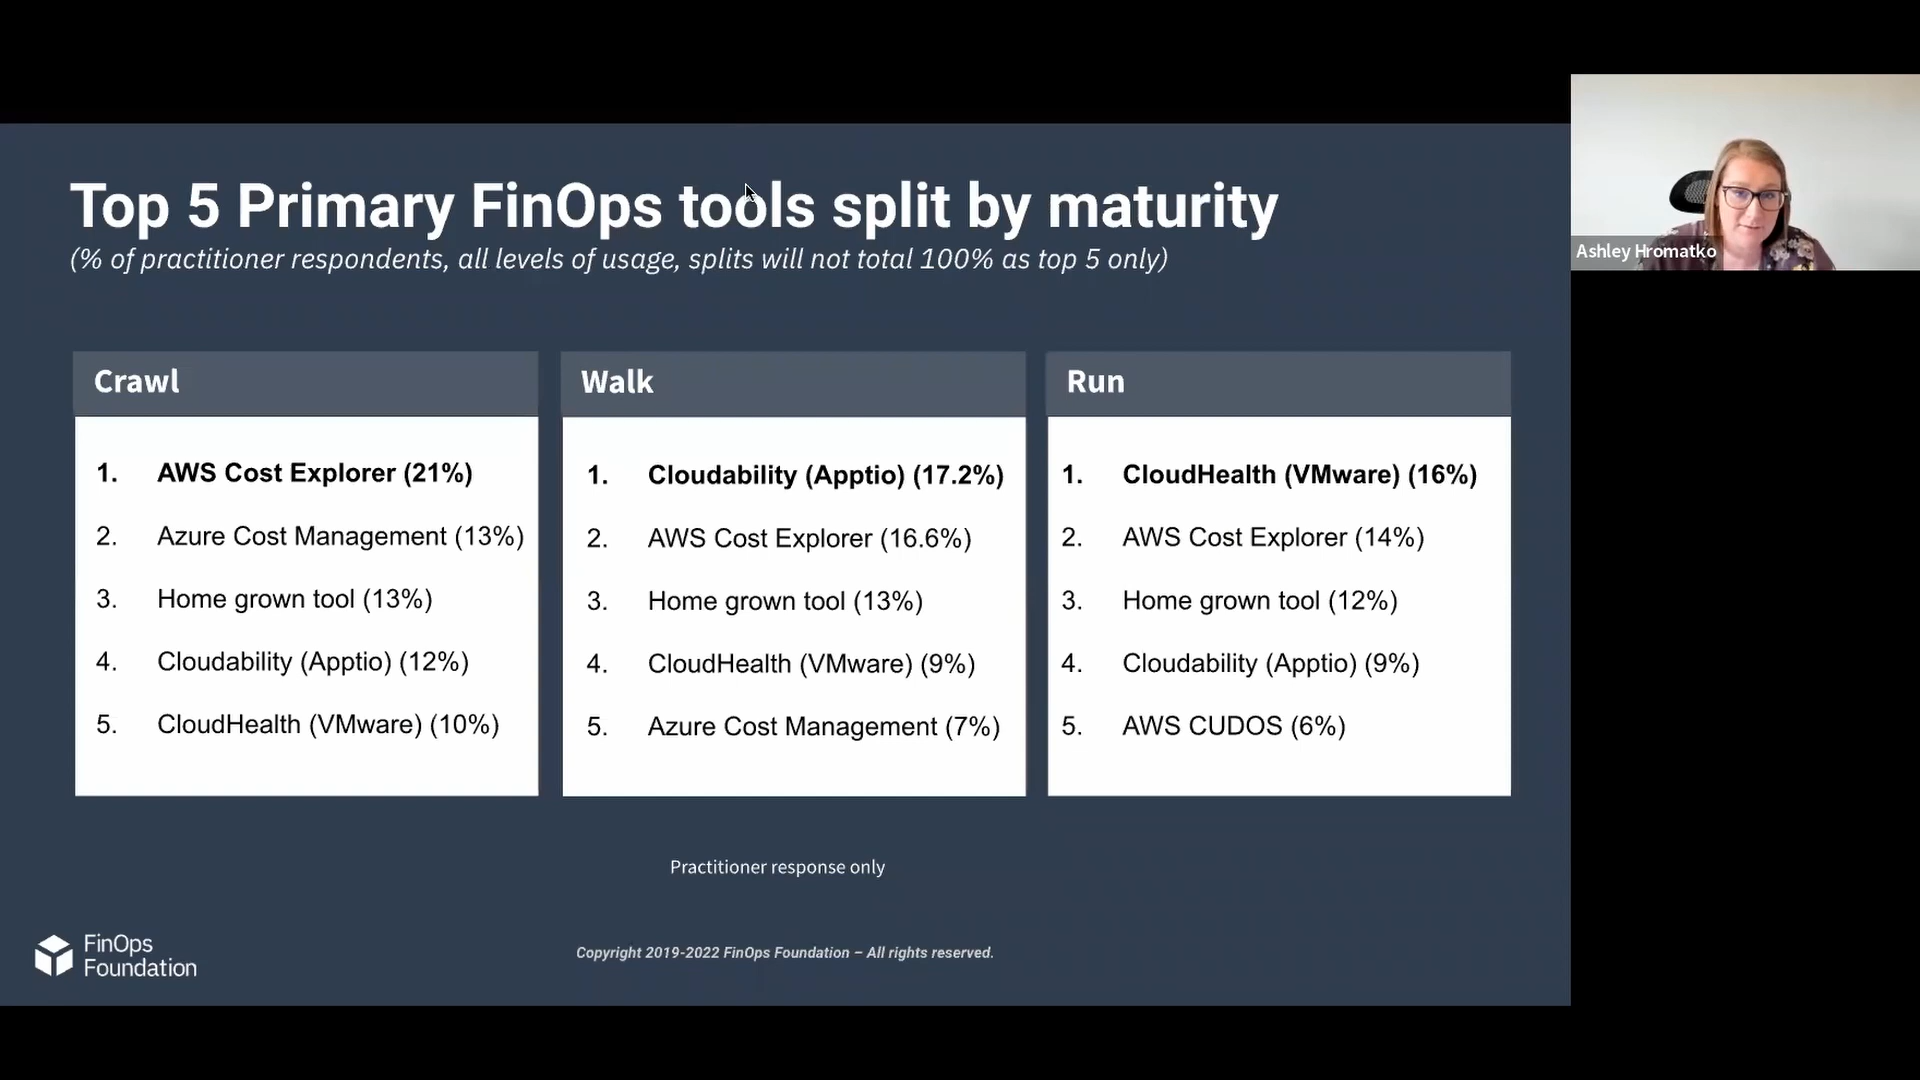 Top 5 Primary FinOps tools split by maturity
(% of practitioner respondents, all levels of usage, splits will not total 100% as top 5 only)
Ashley Hromatko
Crawl
1. AWS Cost Explorer (21%)
2. Azure Cost Management (13%)
3. Home grown tool (13%)
4. Cloudability (Apptio) (12%)
5. CloudHealth (VMware) (10%)
Walk
1. Cloudability (Apptio) (17.2%)
2. AWS Cost Explorer (16.6%)
3. Home grown tool (13%)
4. CloudHealth (VMware) (9%)
5. Azure Cost Management (7%)
Run
1. CloudHealth (VMware) (16%)
2. AWS Cost Explorer (14%)
3. Home grown tool (12%)
4. Cloudability (Apptio) (9%)
5. AWS CUDOS (6%)
Practitioner response only
FinOps
Foundation
Copyright 2019-2022 FinOps Foundation – All rights reserved.